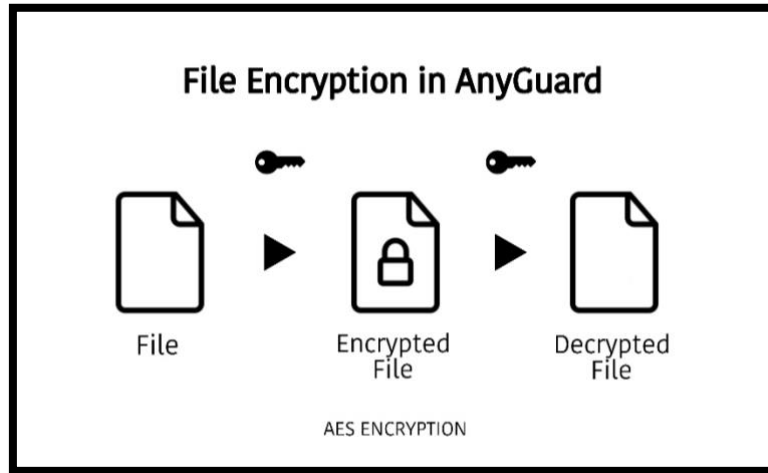 File Encryption in AnyGuard
File
Encrypted
File
Decrypted
File
AES ENCRYPTION